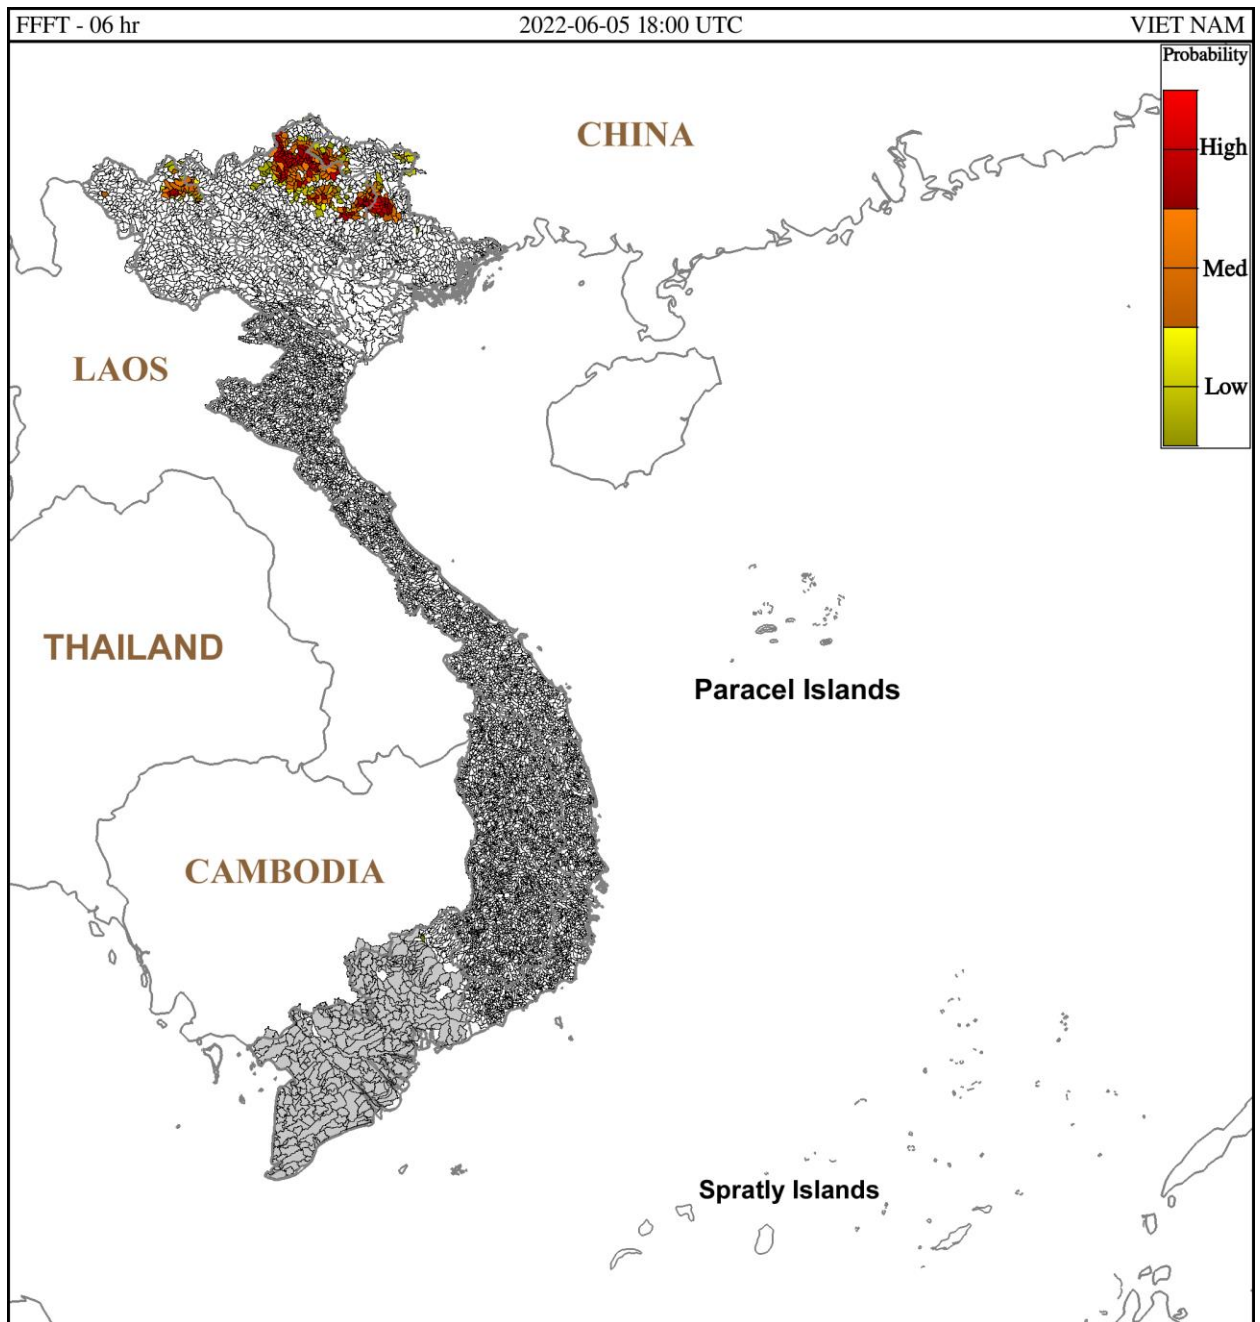 FFFT - 06 hr
2022-06-05 18:00 UTC
VIET NAM
Probability
CHINA
High
Med
LAOS
Low
THAILAND
Paracel Islands
CAMBODIA
Spratly Islands